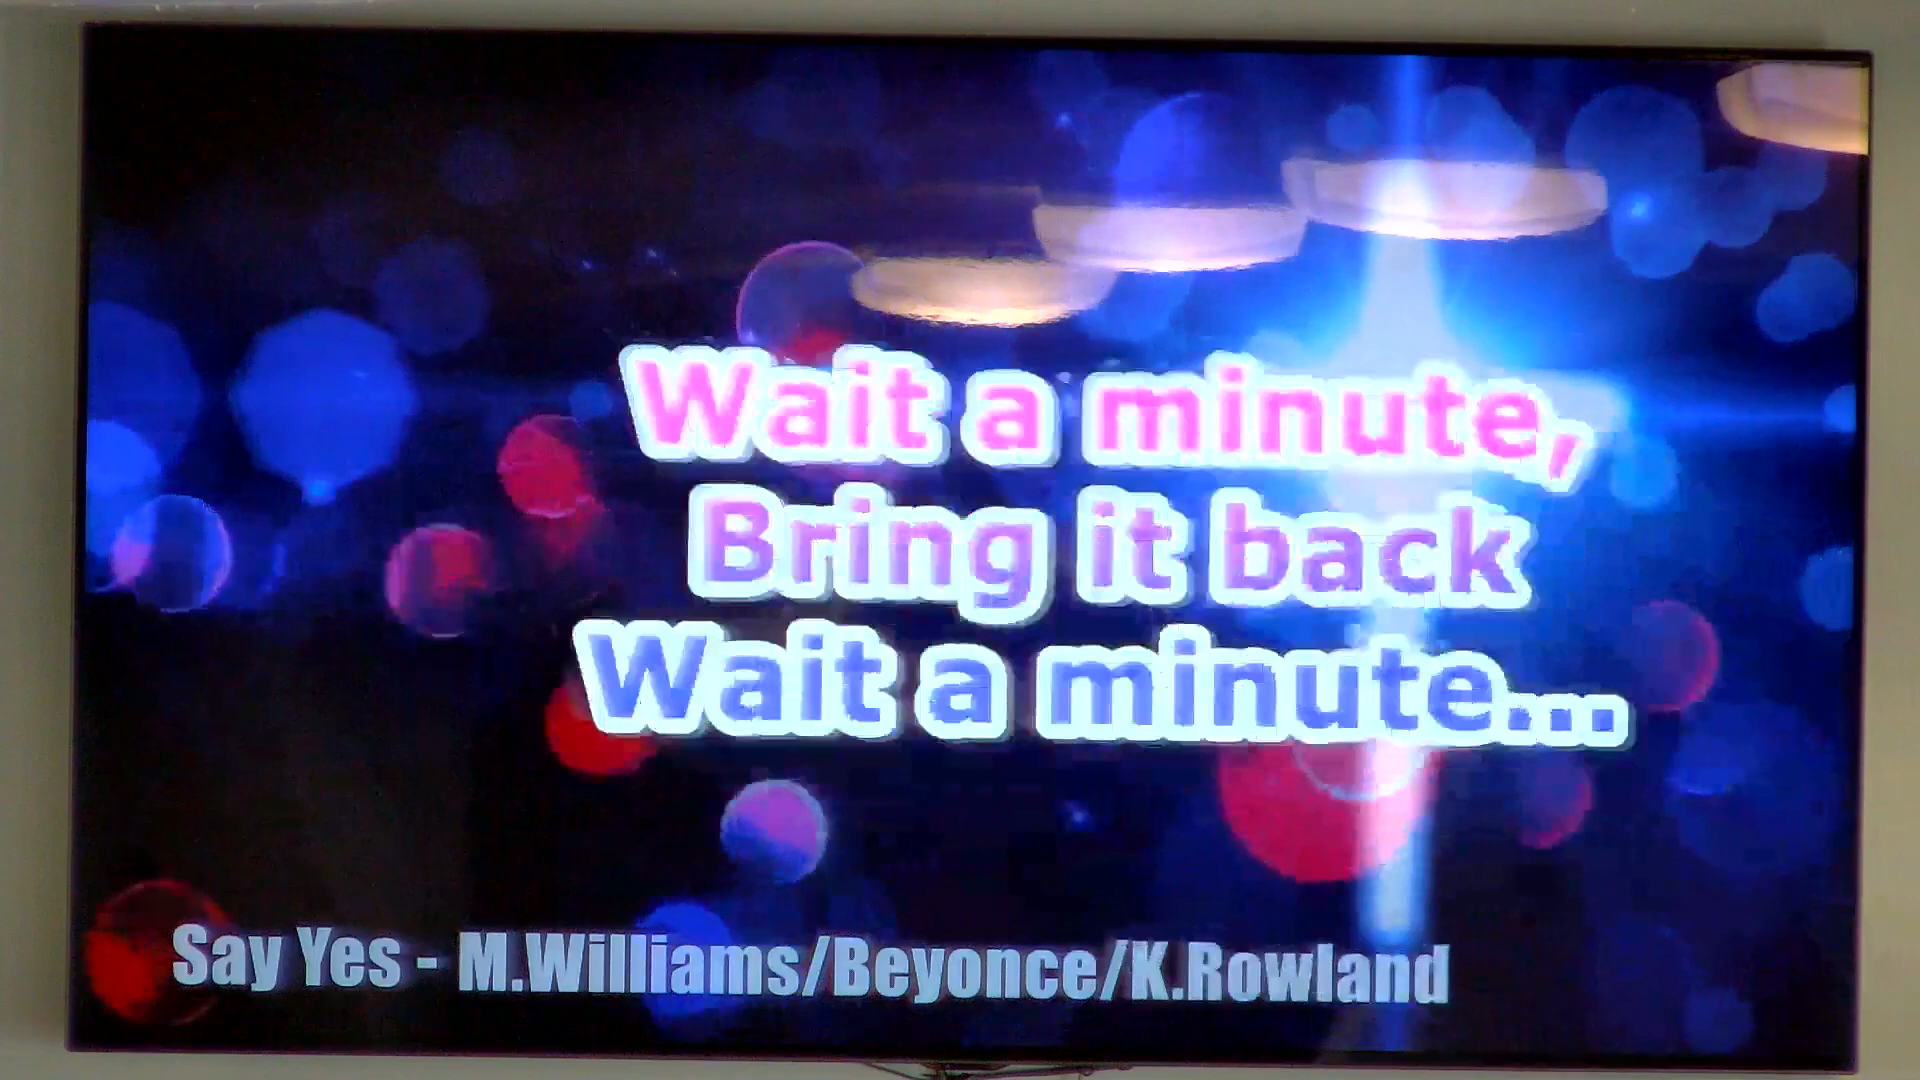 Wait a minute,
Bring it back
Wait a minute...
Say Yes - M.Williams/Beyonce/K.Rowland